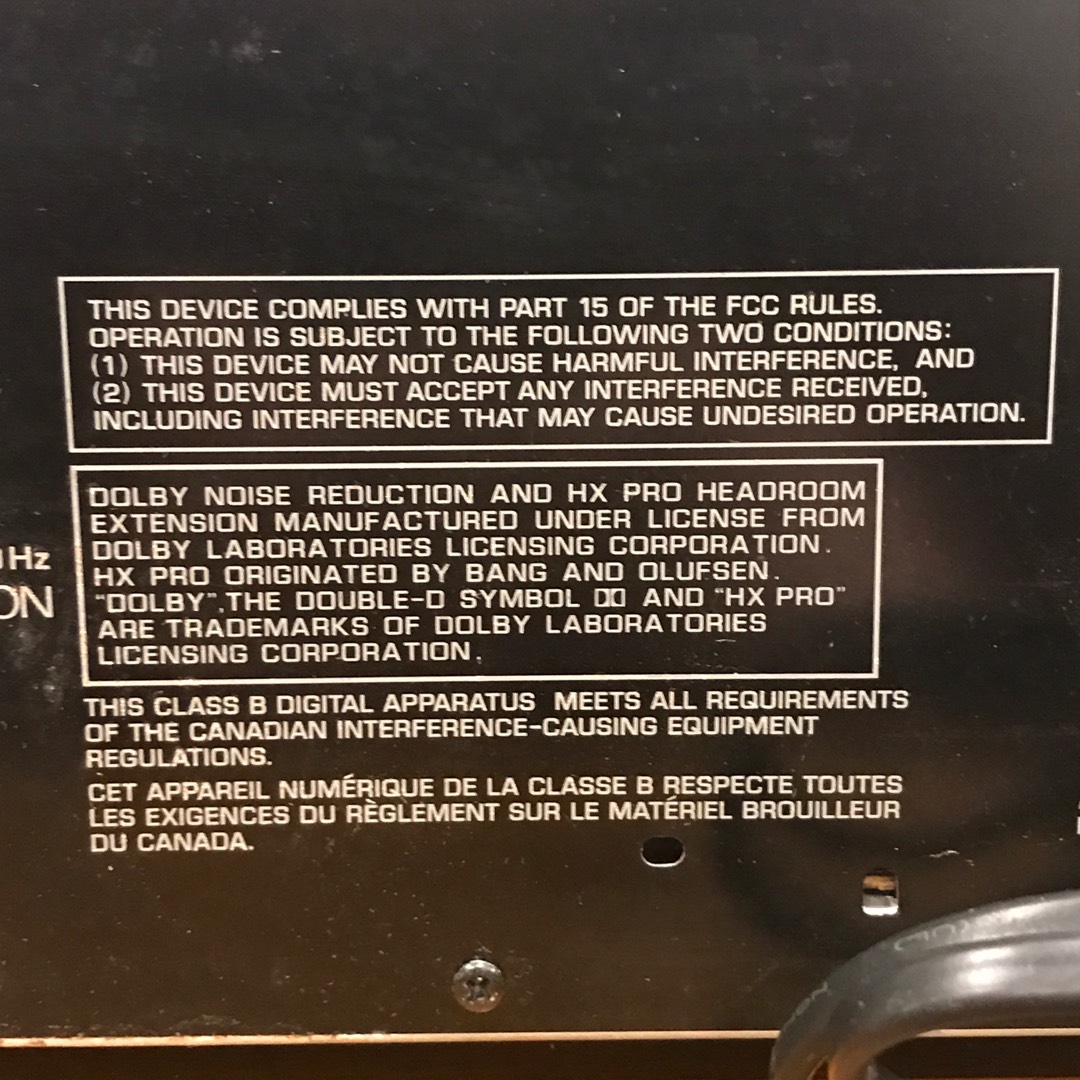 THIS DEVICE COMPLIES WITH PART 15 OF THE FCC RULES.
OPERATION IS SUBJECT TO THE FOLLOWING TWO CONDITIONS:
(1) THIS DEVICE MAY NOT CAUSE HARMFUL INTERFERENCE, AND
(2) THIS DEVICE MUST ACCEPT ANY INTERFERENCE RECEIVED,
INCLUDING INTERFERENCE THAT MAY CAUSE UNDESIRED OPERATION.
DOLBY NOISE REDUCTION AND HX PRO HEADROOM
EXTENSION MANUFACTURED UNDER LICENSE FROM
DOLBY LABORATORIES LICENSING CORPORATION.
HX PRO ORIGINATED BY BANG AND OLUFSEN.
"DOLBY", THE DOUBLE-D SYMBOL AND "HX PRO"
ARE TRADEMARKS OF DOLBY LABORATORIES
LICENSING CORPORATION.
Hz
ON
THIS CLASS B DIGITAL APPARATUS MEETS ALL REQUIREMENTS
OF THE CANADIAN INTERFERENCE-CAUSING EQUIPMENT
REGULATIONS.
CET APPAREIL NUMÉRIQUE DE LA CLASSE B RESPECTE TOUTES
LES EXIGENCES DU RÈGLEMENT SUR LE MATÉRIEL BROUILLEUR
DU CANADA.